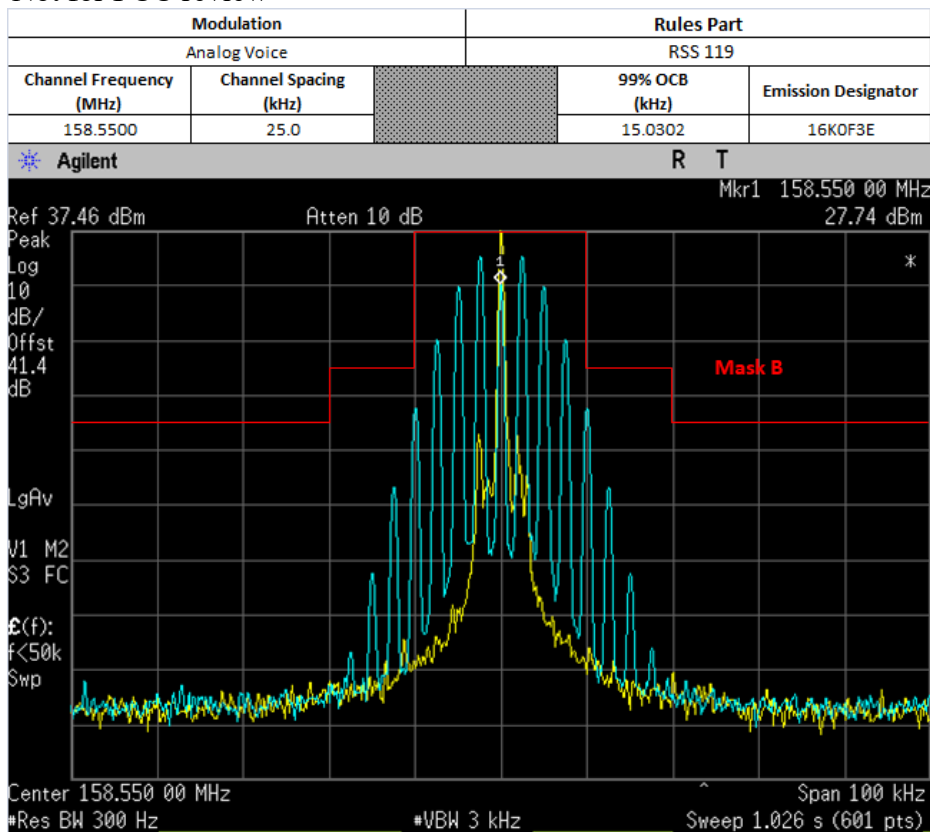 Modulation Rules Part
Analog Voice RSS 119
Channel Frequency (MHz) Channel Spacing (kHz) 99% OCB (kHz) Emission Designator
158.5500 25.0 15.0302 16K0F3E
Agilent R T
Mkr1 158.550 00 MHz
Ref 37.46 dBm Atten 10 dB 27.74 dBm
Peak
Log
10
dB/
Offst
41.4
dB
1
*
Mask B
LgAv
V1 M2
S3 FC
£(f):
f<50k
Swp
Center 158.550 00 MHz ^ Span 100 kHz
#Res BW 300 Hz #VBW 3 kHz Sweep 1.026 s (601 pts)